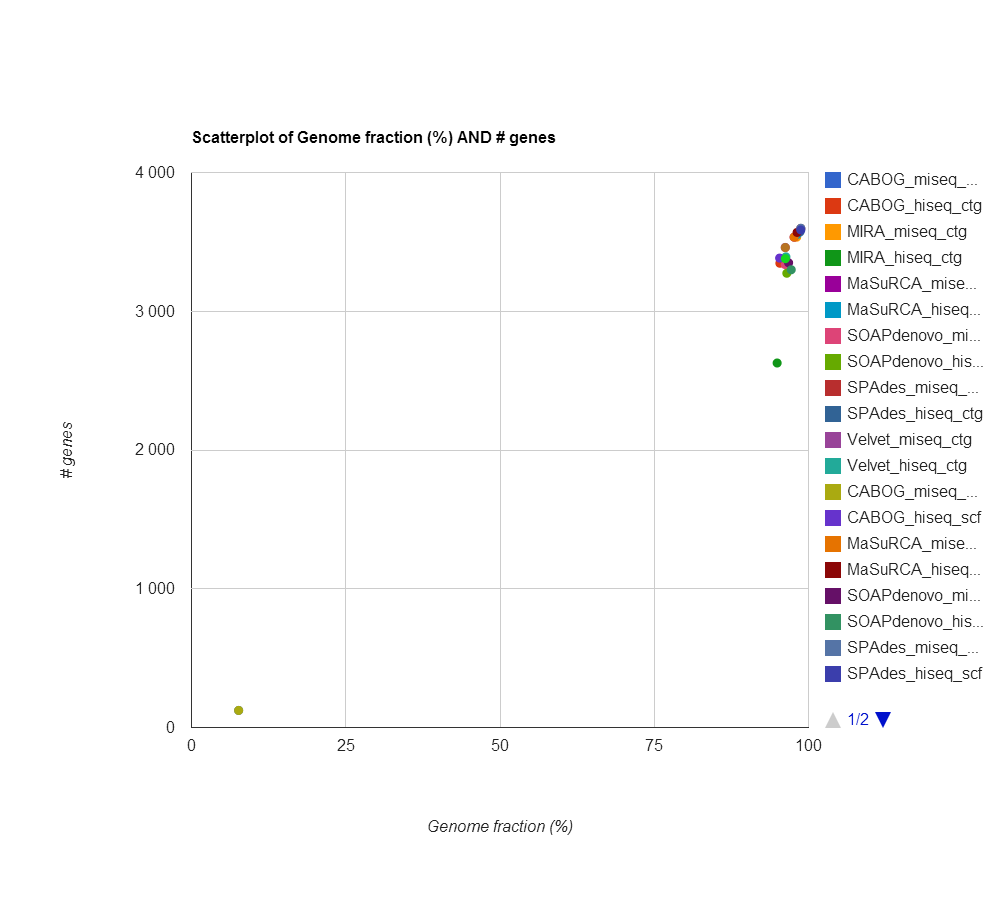 Scatterplot of Genome fraction (%) AND # genes
4 000
3 000
2 000
1 000
0
0 25 50 75 100
# genes
Genome fraction (%)
CABOG_miseq_...
CABOG_hiseq_ctg
MIRA_miseq_ctg
MIRA_hiseq_ctg
MaSuRCA_mise...
MaSuRCA_hiseq...
SOAPdenovo_mi...
SOAPdenovo_his...
SPAdes_miseq_...
SPAdes_hiseq_ctg
Velvet_miseq_ctg
Velvet_hiseq_ctg
CABOG_miseq_...
CABOG_hiseq_scf
MaSuRCA_mise...
MaSuRCA_hiseq...
SOAPdenovo_mi...
SOAPdenovo_his...
SPAdes_miseq_...
SPAdes_hiseq_scf
1/2